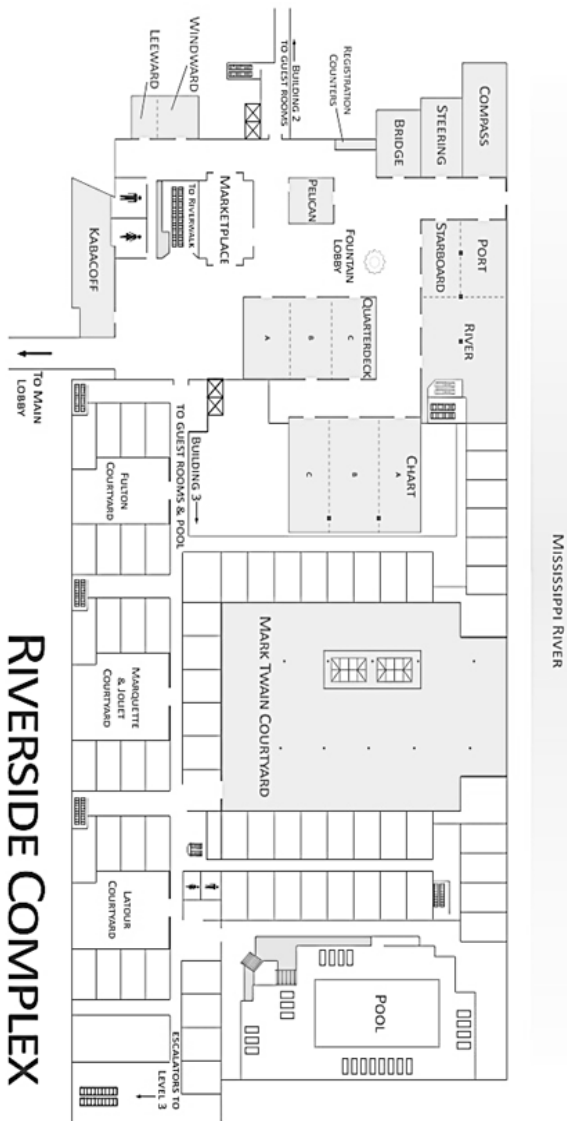 MISSISSIPPI RIVER
COMPASS
STEERING
BRIDGE
REGISTRATION
COUNTERS
BUILDING 2
TO GUEST ROOMS
WINDWARD
LEEWARD
PORT
STARBOARD
RIVER
FOUNTAIN
LOBBY
PELICAN
MARKETPLACE
TO RIVERWALK
KABACOFF
QUARTERDECK
C
B
A
CHART
A
B
C
TO MAIN
LOBBY
BUILDING 3
TO GUEST ROOMS & POOL
FULTON
COURTYARD
MARK TWAIN COURTYARD
MARQUETTE
& JOLIET
COURTYARD
LATOUR
COURTYARD
POOL
ESCALATORS TO
LEVEL 3
RIVERSIDE COMPLEX